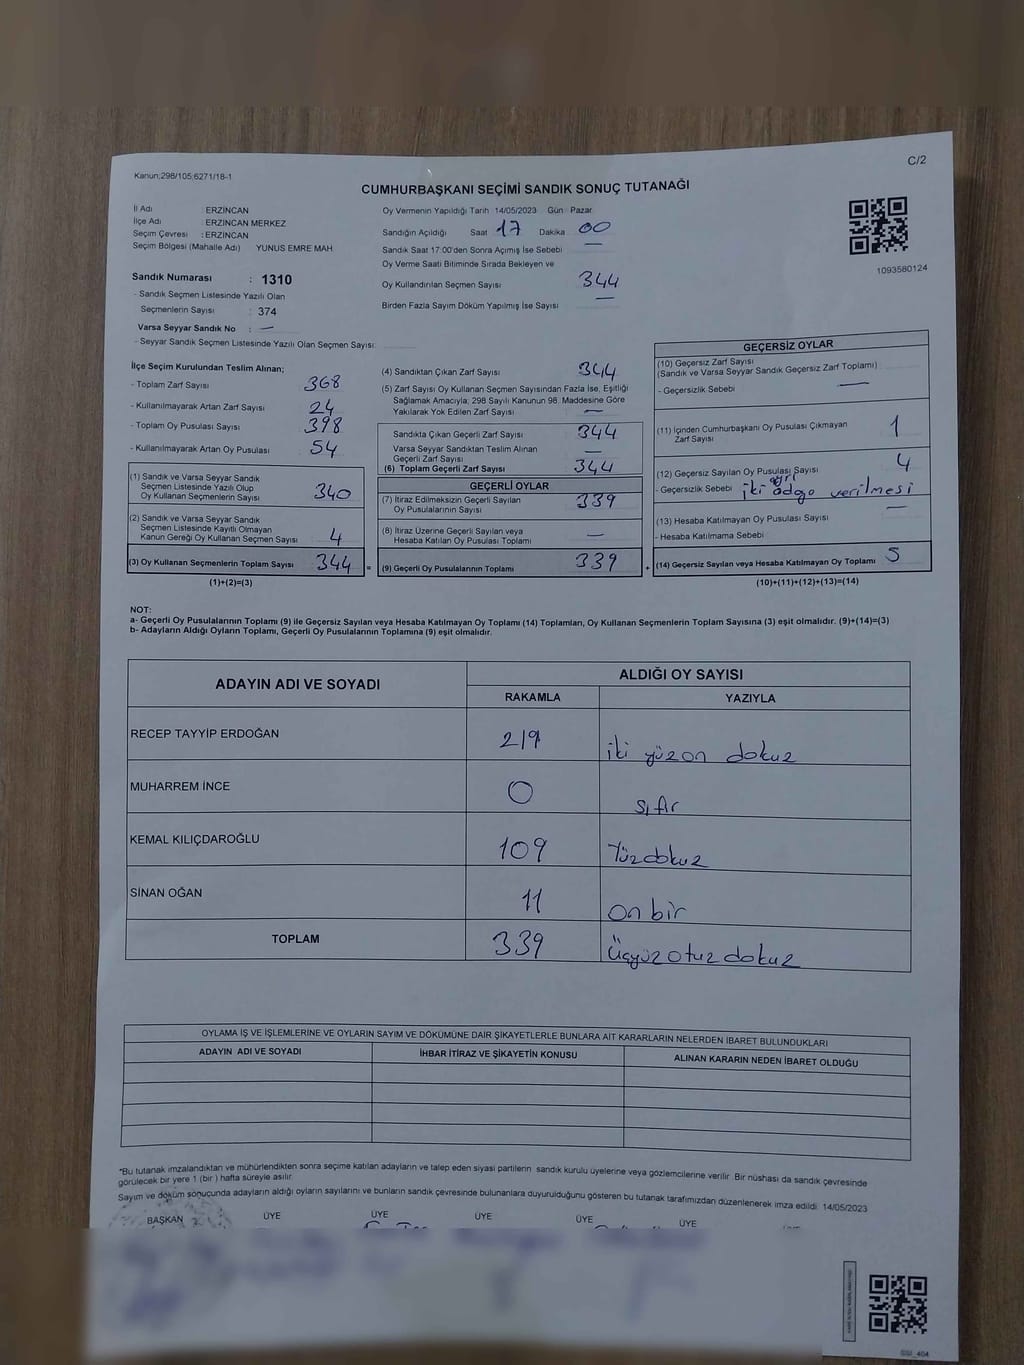 C/2
Kanun;298/105;6271/18-1
CUMHURBAŞKANI SEÇİMİ SANDIK SONUÇ TUTANAĞI
İl Adı : ERZİNCAN
İlçe Adı : ERZİNCAN MERKEZ
Seçim Çevresi : ERZİNCAN
Seçim Bölgesi (Mahalle Adı) YUNUS EMRE MAH
Sandık Numarası : 1310
- Sandık Seçmen Listesinde Yazılı Olan
Seçmenlerin Sayısı : 374
Varsa Seyyar Sandık No : —
- Seyyar Sandık Seçmen Listesinde Yazılı Olan Seçmen Sayısı:
Oy Vermenin Yapıldığı Tarih 14/05/2023 Gün Pazar
Sandığın Açıldığı Saat 17 Dakika 00
Sandık Saat 17:00'den Sonra Açımış İse Sebebi —
Oy Verme Saati Bitiminde Sırada Bekleyen ve
Oy Kullandırılan Seçmen Sayısı 344
Birden Fazla Sayım Döküm Yapılmış İse Sayısı —
1093580124
İlçe Seçim Kurulundan Teslim Alınan;
- Toplam Zarf Sayısı 368
- Kullanılmayarak Artan Zarf Sayısı 24
- Toplam Oy Pusulası Sayısı 398
- Kullanılmayarak Artan Oy Pusulası 54
(1) Sandık ve Varsa Seyyar Sandık
Seçmen Listesinde Yazılı Olup
Oy Kullanan Seçmenlerin Sayısı 340
(2) Sandık ve Varsa Seyyar Sandık
Seçmen Listesinde Kayıtlı Olmayan
Kanun Gereği Oy Kullanan Seçmen Sayısı 4
(3) Oy Kullanan Seçmenlerin Toplam Sayısı 344 =
(1)+(2)=(3)
(4) Sandıktan Çıkan Zarf Sayısı 344
(5) Zarf Sayısı Oy Kullanan Seçmen Sayısından Fazla İse, Eşitliği
Sağlamak Amacıyla; 298 Sayılı Kanunun 98. Maddesine Göre
Yakılarak Yok Edilen Zarf Sayısı —
Sandıkta Çıkan Geçerli Zarf Sayısı 344
Varsa Seyyar Sandıktan Teslim Alınan
Geçerli Zarf Sayısı —
(6) Toplam Geçerli Zarf Sayısı 344
GEÇERLİ OYLAR
(7) İtiraz Edilmeksizin Geçerli Sayılan
Oy Pusulalarının Sayısı 339
(8) İtiraz Üzerine Geçerli Sayılan veya
Hesaba Katılan Oy Pusulası Toplamı —
(9) Geçerli Oy Pusulalarının Toplamı 339 +
GEÇERSİZ OYLAR
(10) Geçersiz Zarf Sayısı
(Sandık ve Varsa Seyyar Sandık Geçersiz Zarf Toplamı)
- Geçersizlik Sebebi —
(11) İçinden Cumhurbaşkanı Oy Pusulası Çıkmayan
Zarf Sayısı 1
(12) Geçersiz Sayılan Oy Pusulası Sayısı 4
- Geçersizlik Sebebi iki ayrı verilmesi
(13) Hesaba Katılmayan Oy Pusulası Sayısı —
- Hesaba Katılmama Sebebi
(14) Geçersiz Sayılan veya Hesaba Katılmayan Oy Toplamı 5
(10)+(11)+(12)+(13)=(14)
NOT:
a- Geçerli Oy Pusulalarının Toplamı (9) ile Geçersiz Sayılan veya Hesaba Katılmayan Oy Toplamı (14) Toplamları, Oy Kullanan Seçmenlerin Toplam Sayısına (3) eşit olmalıdır. (9)+(14)=(3)
b- Adayların Aldığı Oyların Toplamı, Geçerli Oy Pusulalarının Toplamına (9) eşit olmalıdır.
ADAYIN ADI VE SOYADI ALDIĞI OY SAYISI
RAKAMLA YAZIYLA
RECEP TAYYİP ERDOĞAN 219 iki yüzon dokuz
MUHARREM İNCE 0 sıfır
KEMAL KILIÇDAROĞLU 109 Yüzdokuz
SİNAN OĞAN 11 on bir
TOPLAM 339 Üçyüzotuz dokuz
OYLAMA İŞ VE İŞLEMLERİNE VE OYLARIN SAYIM VE DÖKÜMÜNE DAİR ŞİKAYETLERLE BUNLARA AİT KARARLARIN NELERDEN İBARET BULUNDUKLARI
ADAYIN ADI VE SOYADI İHBAR İTİRAZ VE ŞİKAYETİN KONUSU ALINAN KARARIN NEDEN İBARET OLDUĞU
*Bu tutanak imzalandıktan ve mühürlendikten sonra seçime katılan adayların ve talep eden siyasi partilerin sandık kurulu üyelerine veya gözlemcilerine verilir. Bir nüshası da sandık çevresinde
görülecek bir yere 1 (bir) hafta süreyle asılır.
Sayım ve döküm sonucunda adayların aldığı oyların sayılarını ve bunların sandık çevresinde bulunanlara duyurulduğunu gösteren bu tutanak tarafımızdan düzenlenerek imza edildi. 14/05/2023
BAŞKAN ÜYE ÜYE ÜYE ÜYE ÜYE